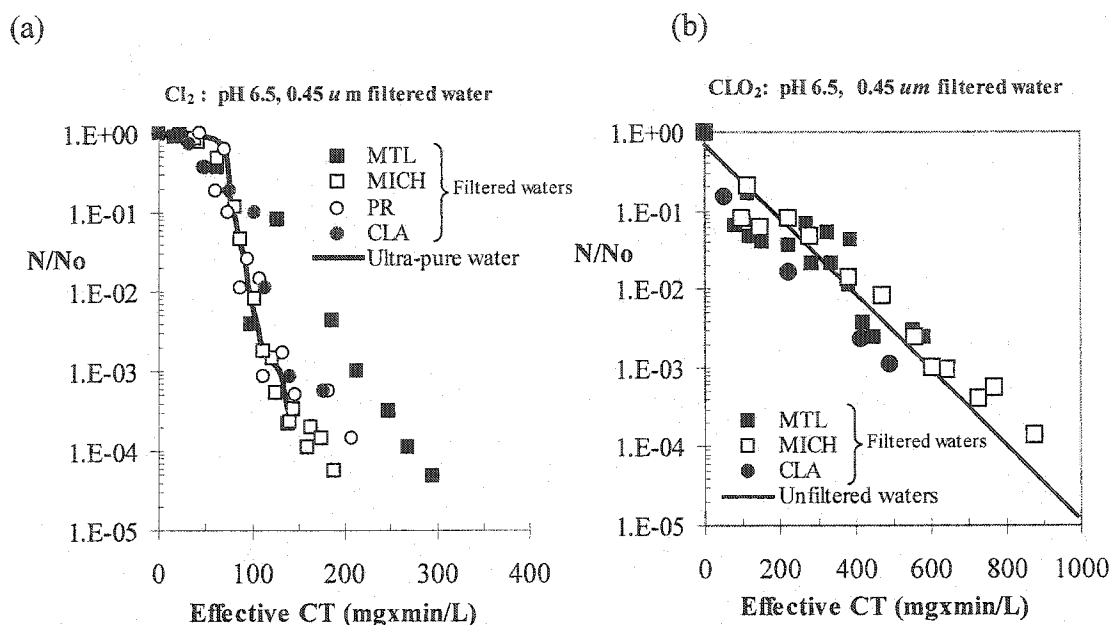 (a)
Cl₂ : pH 6.5, 0.45 u m filtered water
1.E+00
1.E-01
N/No
1.E-02
1.E-03
1.E-04
1.E-05
0 100 200 300 400
Effective CT (mgxmin/L)
MTL
MICH
PR
CLA
Filtered waters
Ultra-pure water
(b)
CLO₂: pH 6.5, 0.45 um filtered water
1.E+00
1.E-01
N/No
1.E-02
1.E-03
1.E-04
1.E-05
0 200 400 600 800 1000
Effective CT (mgxmin/L)
MTL
MICH
CLA
Filtered waters
Unfiltered waters